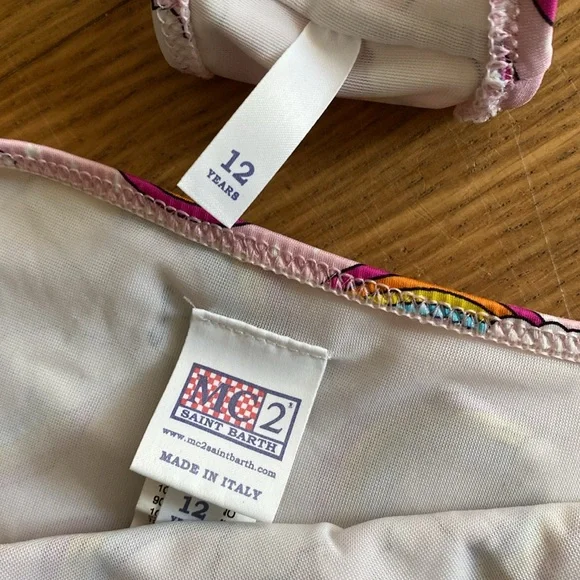 12
YEARS
MC2
SAINT BARTH
www.mc2saintbarth.com
MADE IN ITALY
12